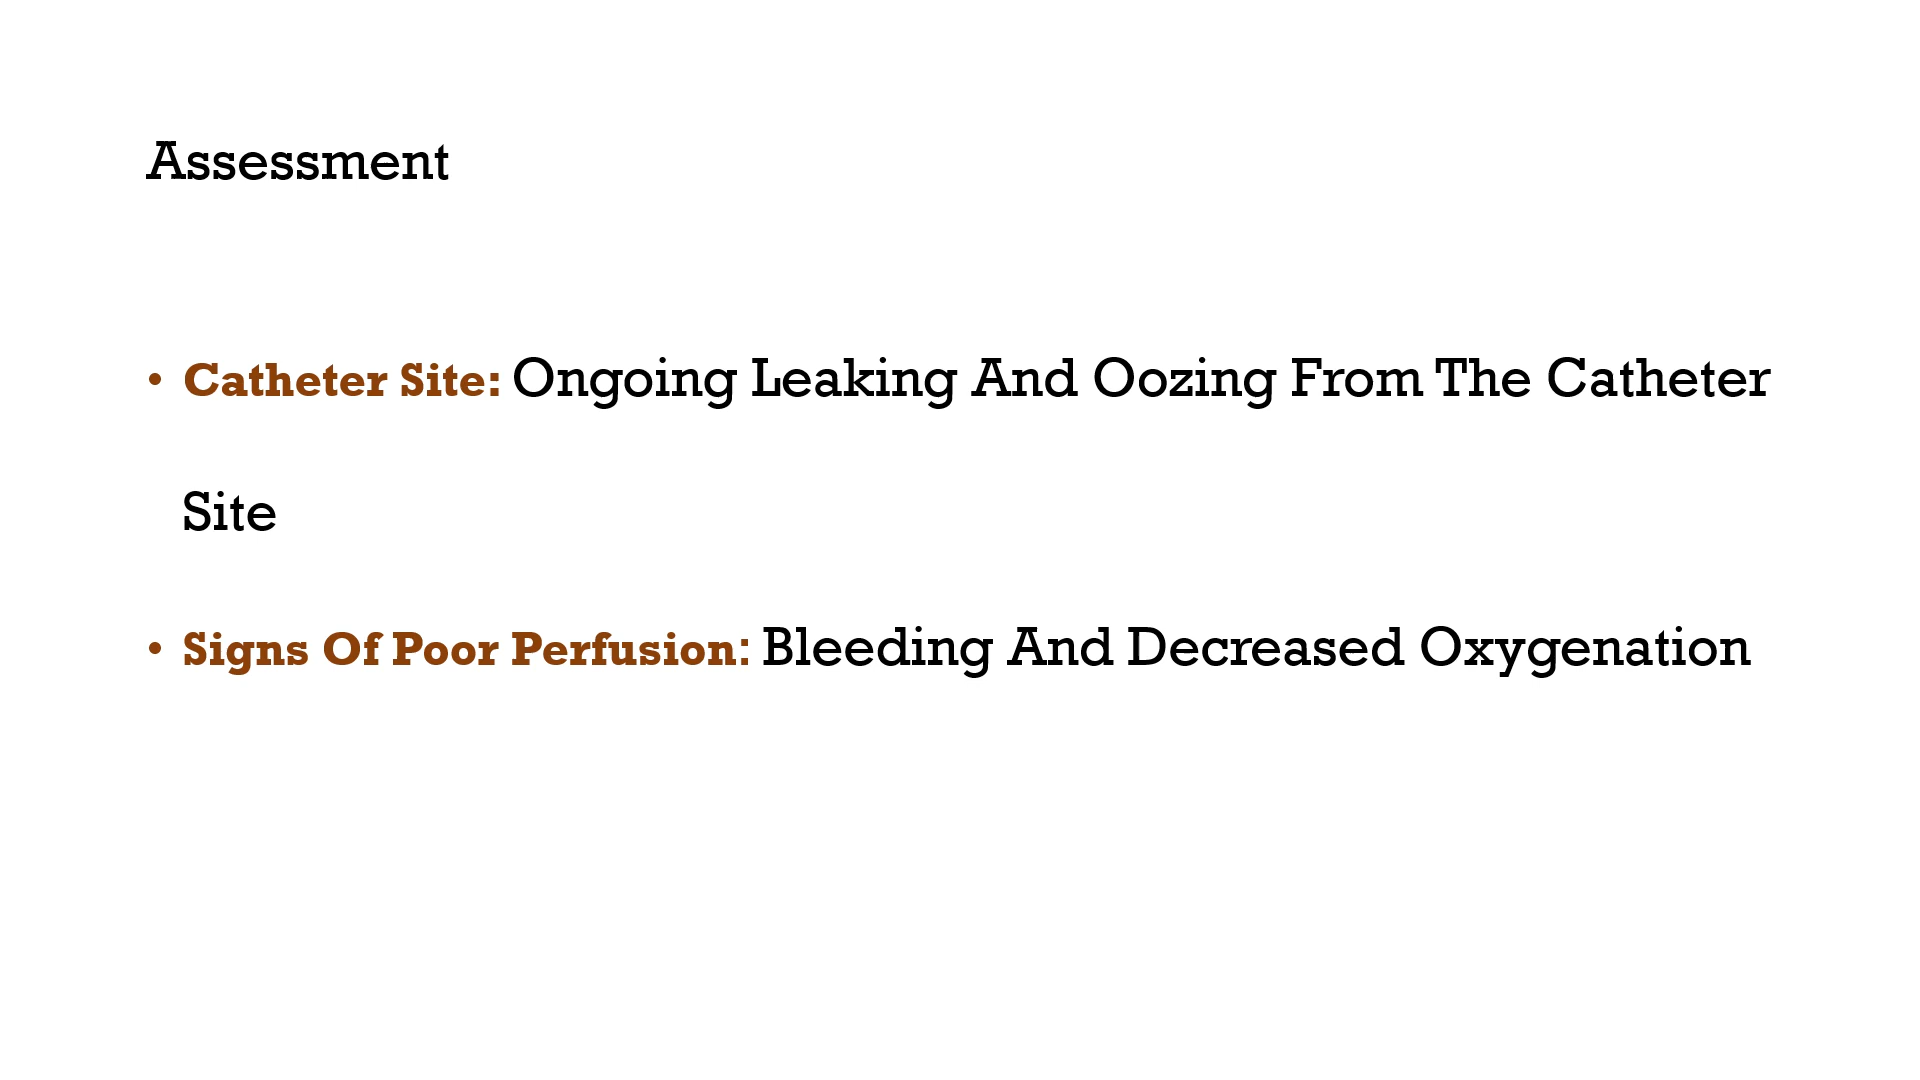 Assessment
• Catheter Site: Ongoing Leaking And Oozing From The Catheter
Site
• Signs Of Poor Perfusion: Bleeding And Decreased Oxygenation